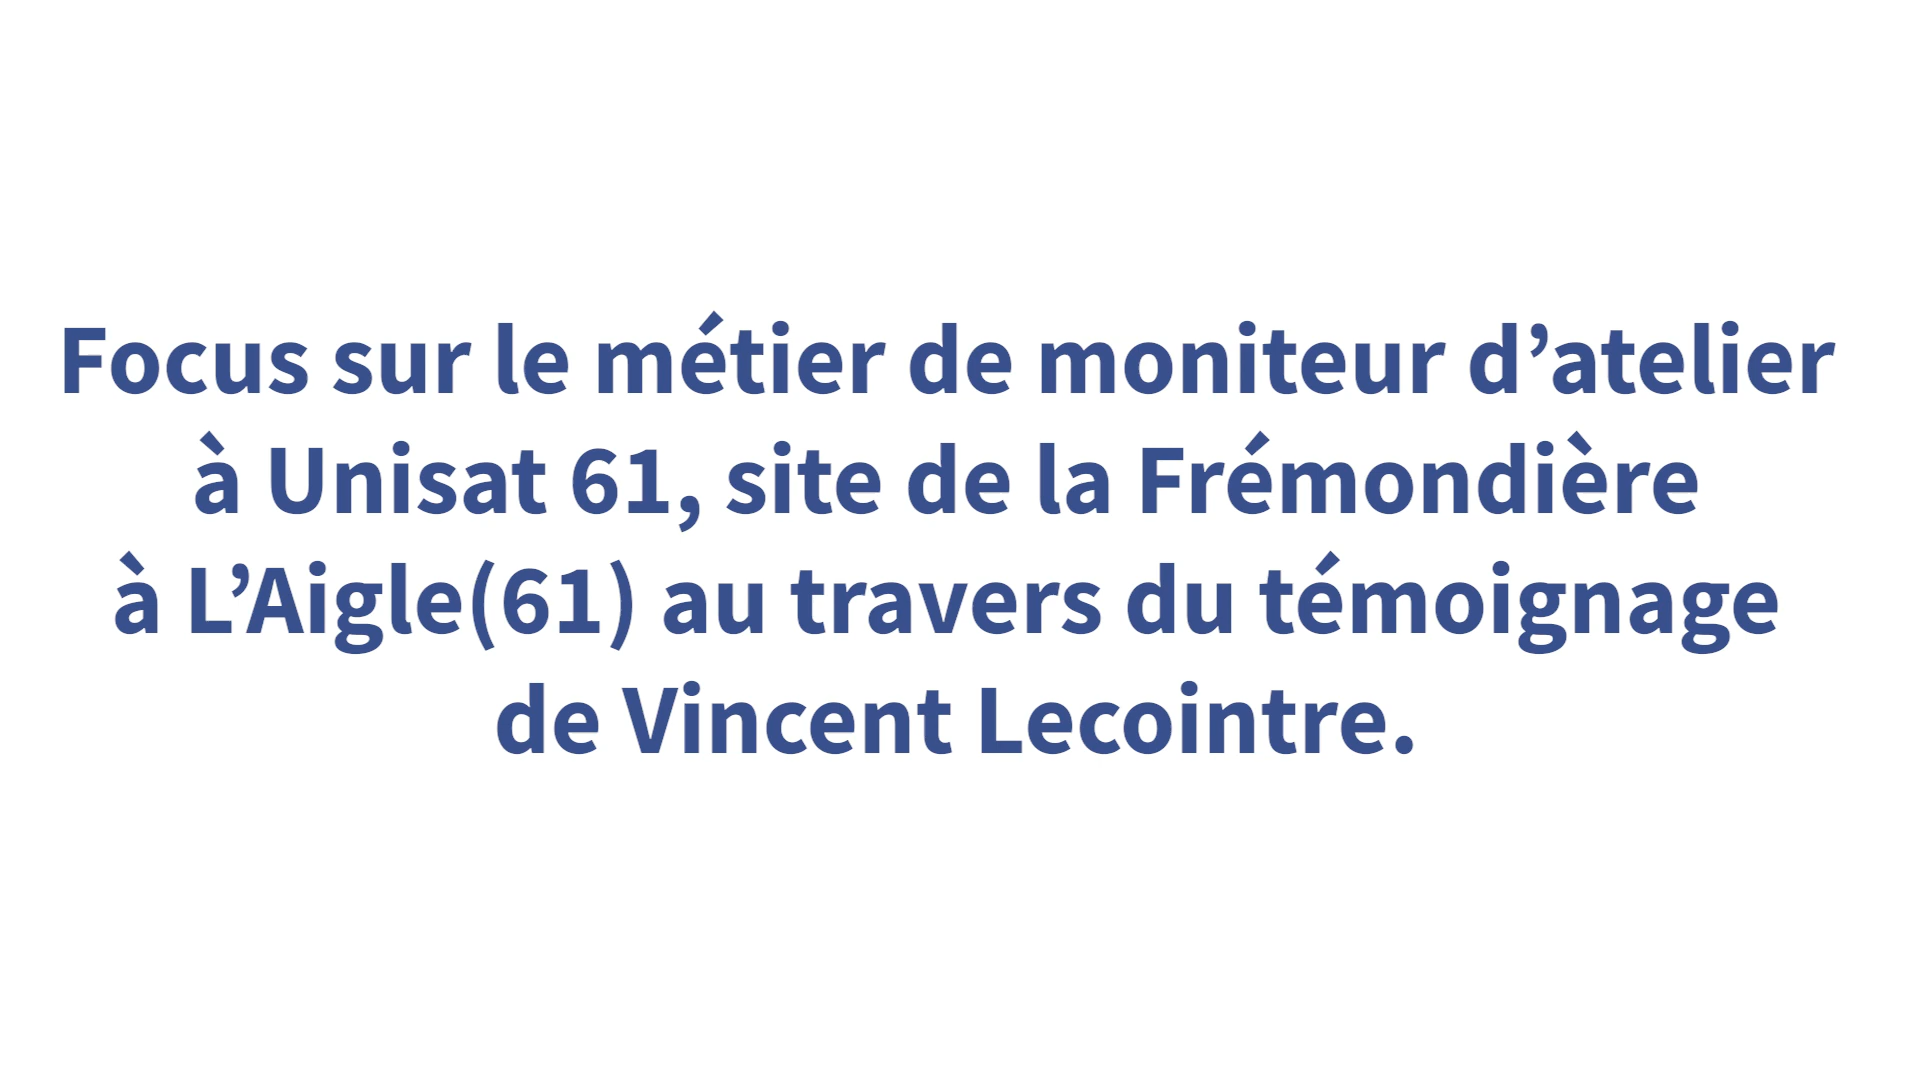 Focus sur le métier de moniteur d’atelier
à Unisat 61, site de la Frémondière
à L’Aigle(61) au travers du témoignage
de Vincent Lecointre.